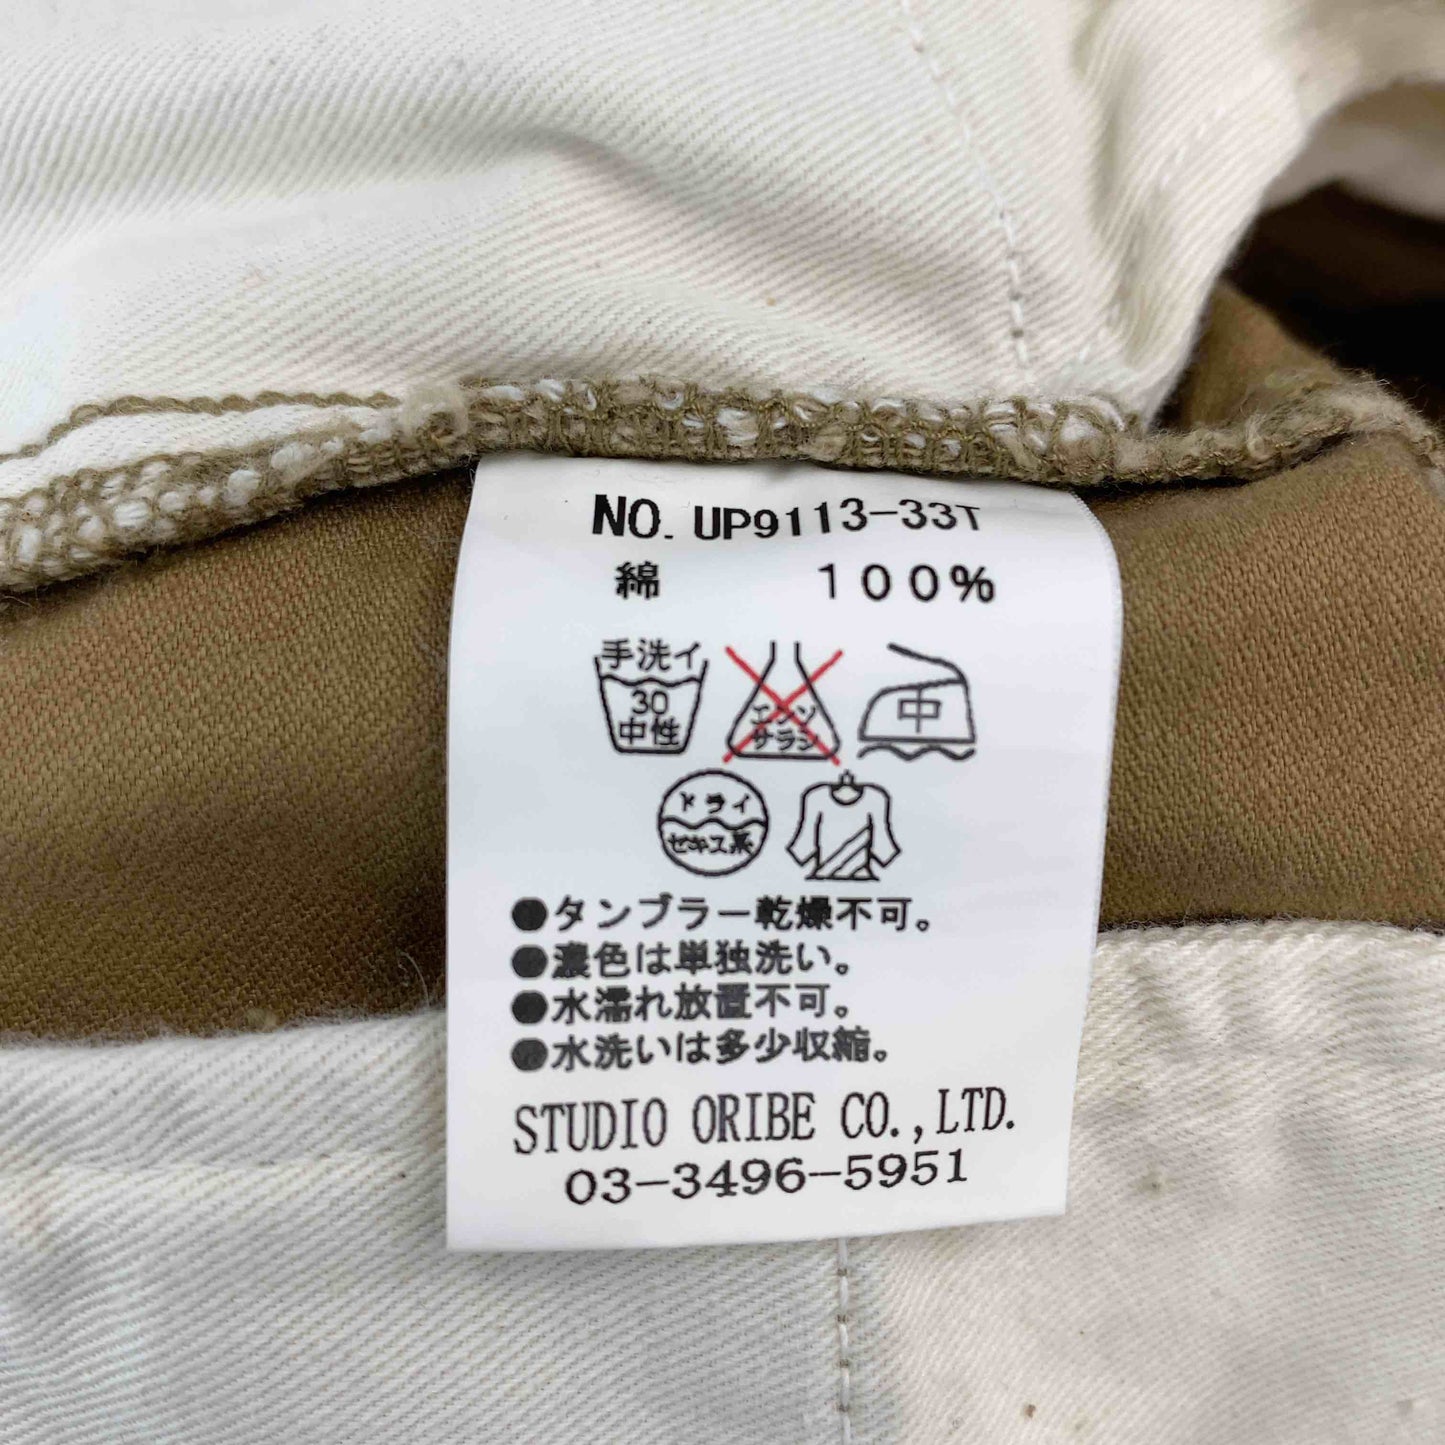 NO. UP9113-33T
綿 100%
手洗イ
30
中性
エンソ
サラシ
中
ドライ
セキユ系
●タンブラー乾燥不可。
●濃色は単独洗い。
●水濡れ放置不可。
●水洗いは多少収縮。
STUDIO ORIBE CO.,LTD.
03-3496-5951